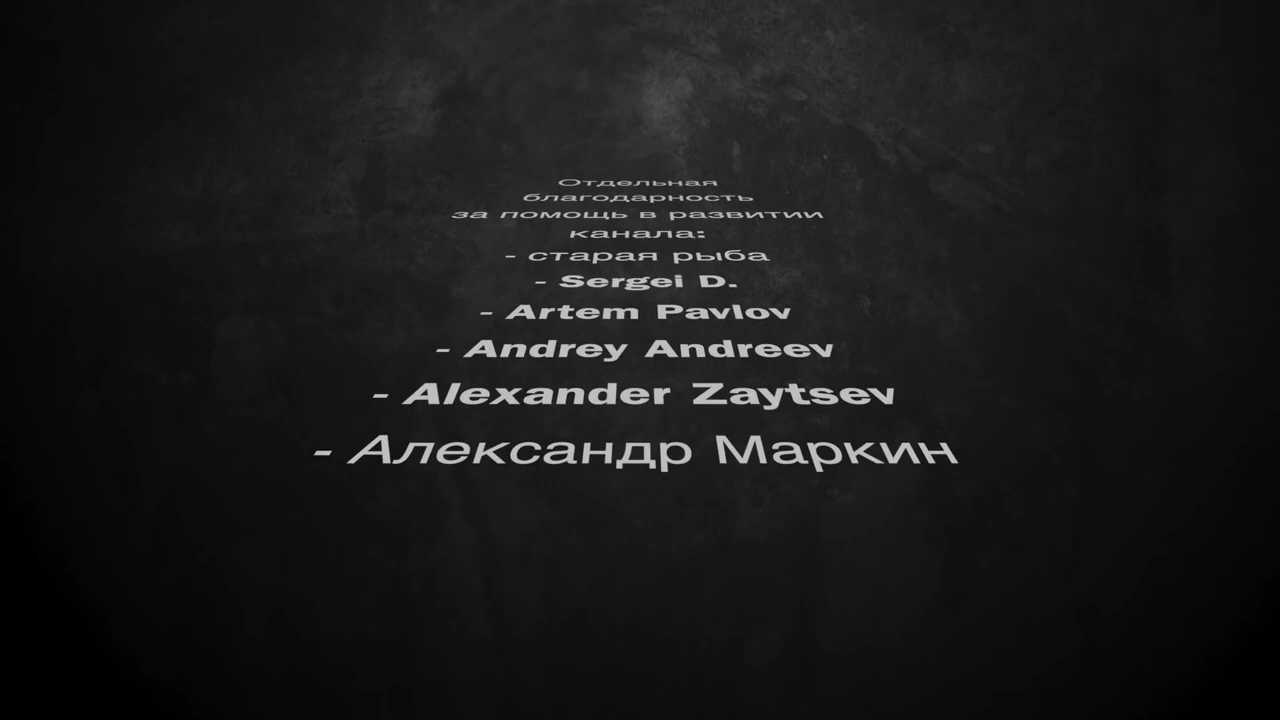 Отдельная
благодарность
за помощь в развитии
канала:
- старая рыба
- Sergei D.
- Artem Pavlov
- Andrey Andreev
- Alexander Zaytsev
- Александр Маркин